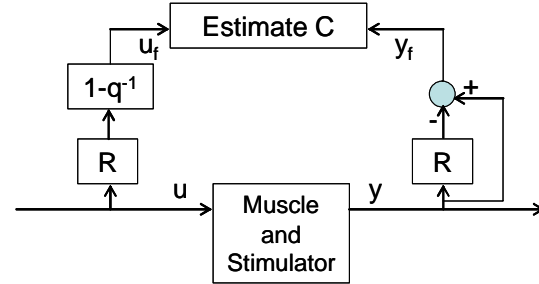 Estimate C
u_f
y_f
1-q⁻¹
+
-
R
R
u
y
Muscle
and
Stimulator